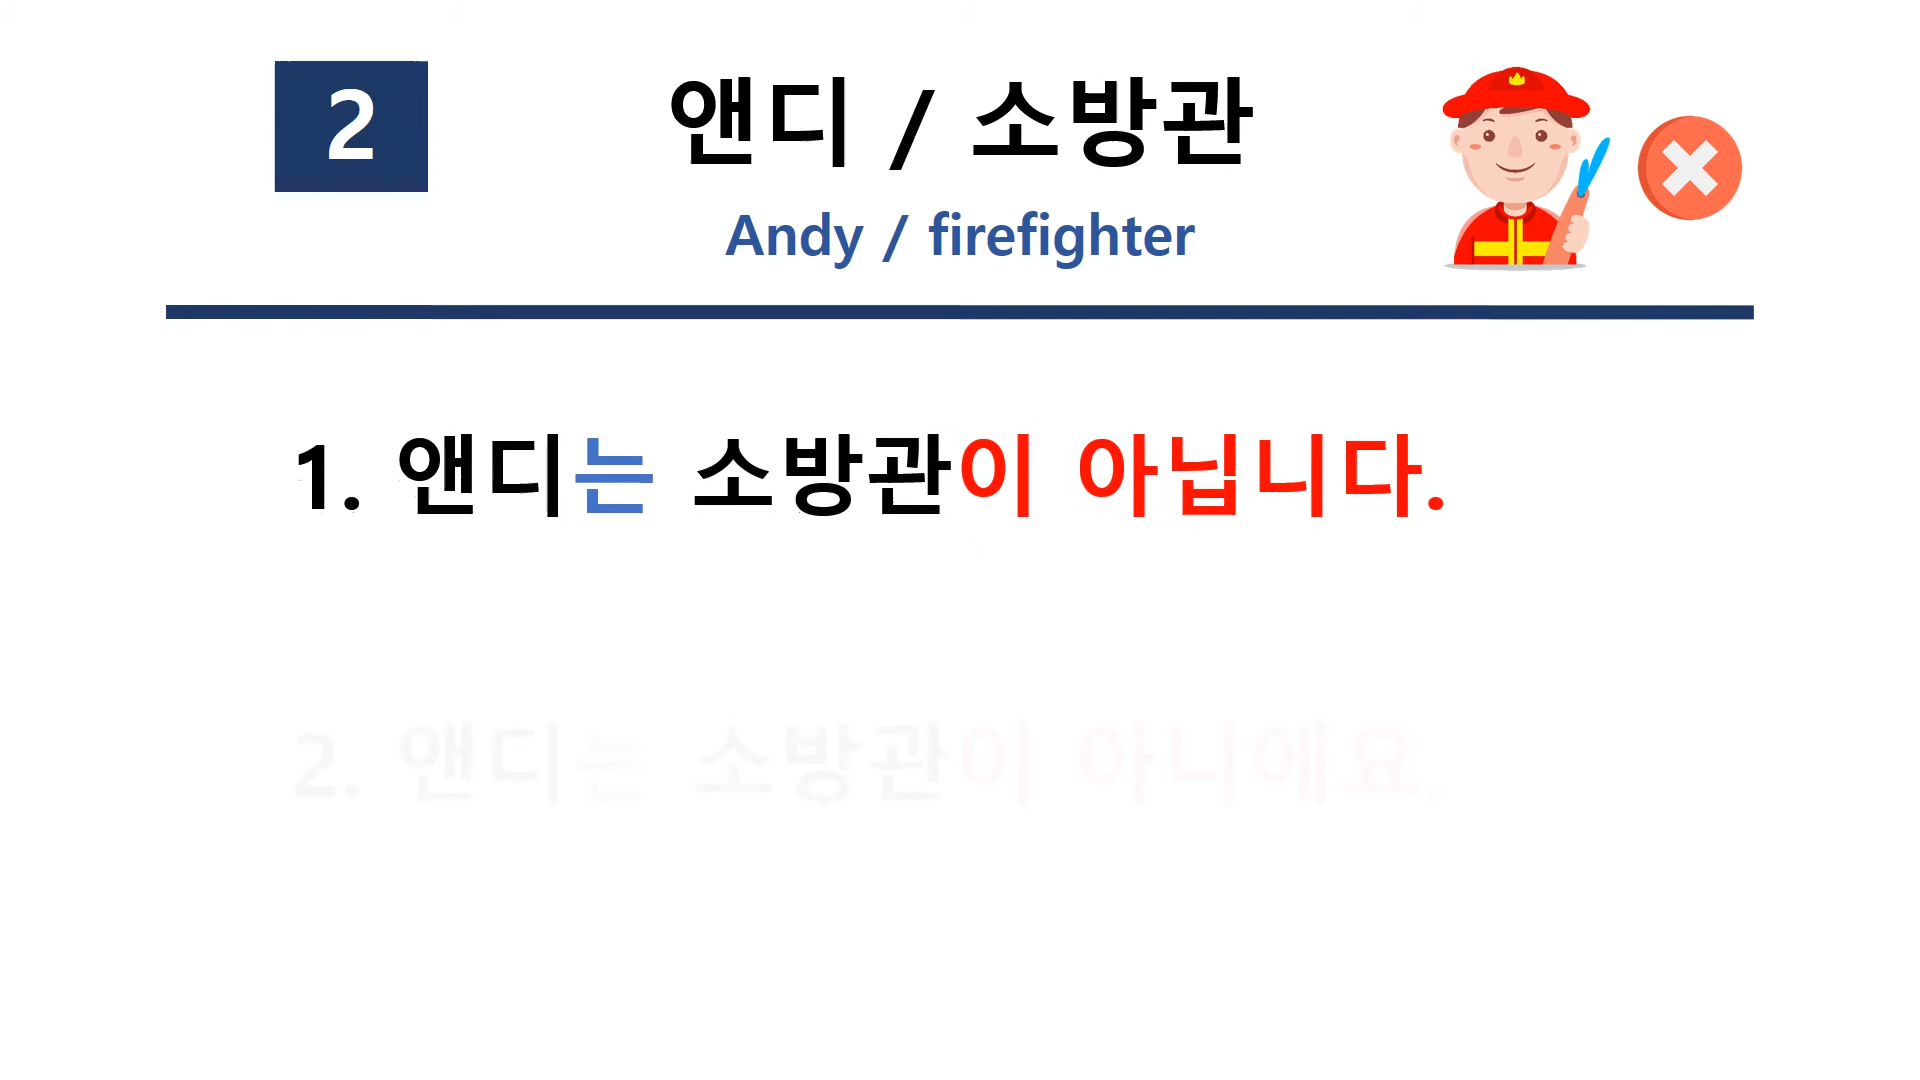 2
앤디 / 소방관
Andy / firefighter
1. 앤디는 소방관이 아닙니다.
2. 앤디는 소방관이 아니에요.